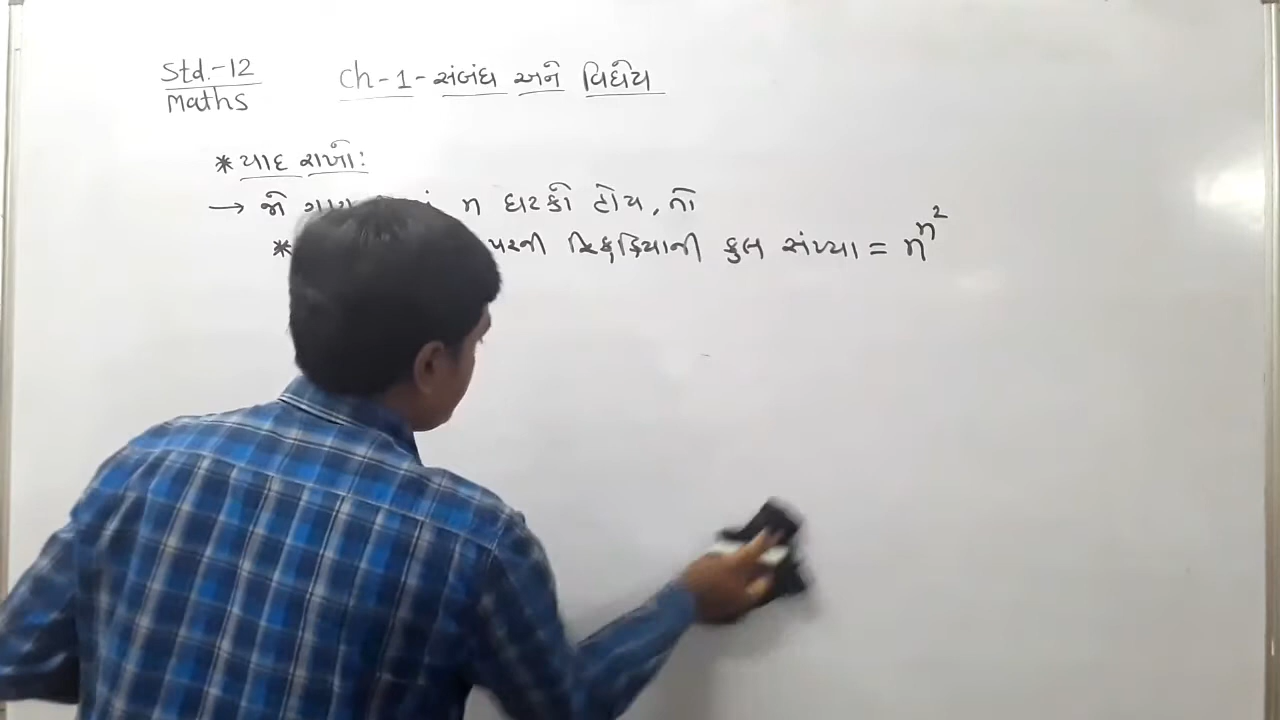 Std.-12
Maths
Ch-1-સંબંધ અને વિધેય
* યાદ રાખો:
→ જો n ઘટકો હોય, તો
* પરની દ્વિક્ક્રિયાની કુલ સંખ્યા = n^n^2